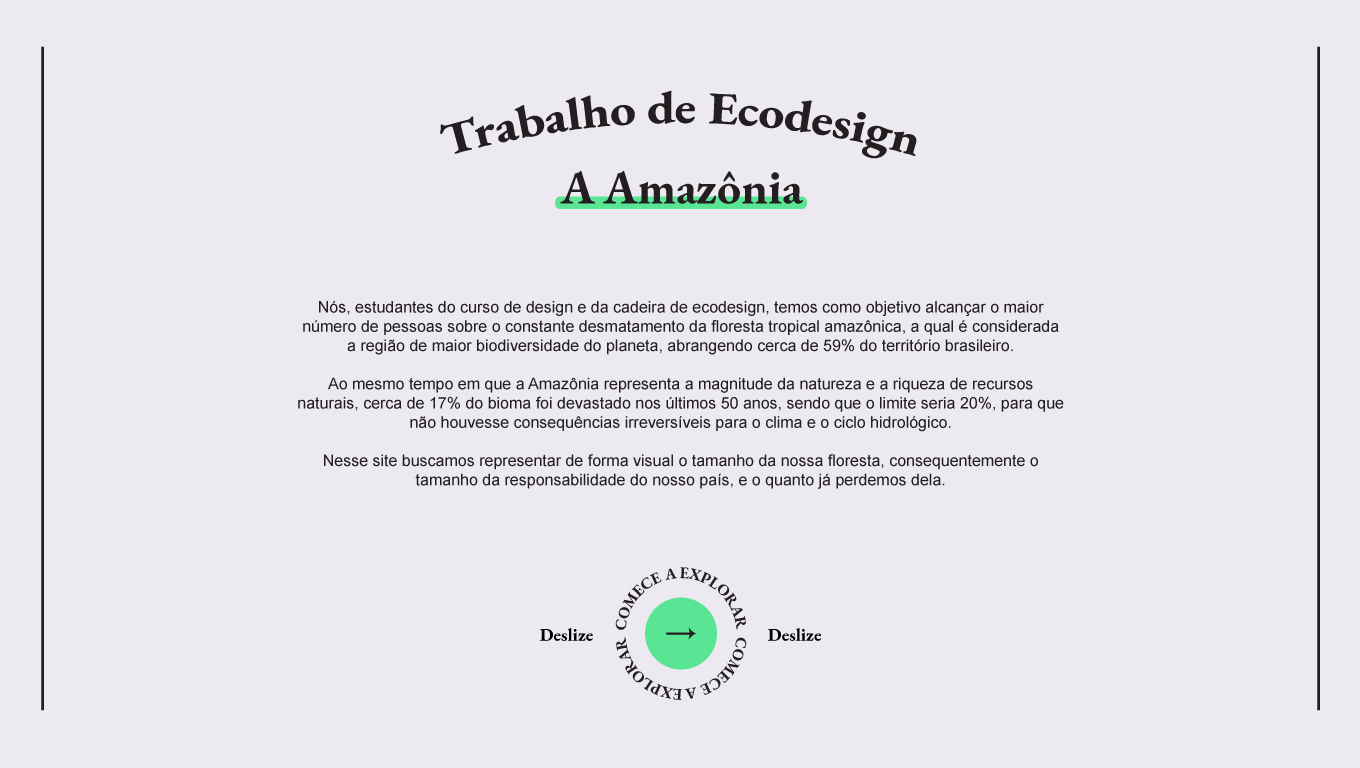 Trabalho de Ecodesign
A Amazônia
Nós, estudantes do curso de design e da cadeira de ecodesign, temos como objetivo alcançar o maior
número de pessoas sobre o constante desmatamento da floresta tropical amazônica, a qual é considerada
a região de maior biodiversidade do planeta, abrangendo cerca de 59% do território brasileiro.
Ao mesmo tempo em que a Amazônia representa a magnitude da natureza e a riqueza de recursos
naturais, cerca de 17% do bioma foi devastado nos últimos 50 anos, sendo que o limite seria 20%, para que
não houvesse consequências irreversíveis para o clima e o ciclo hidrológico.
Nesse site buscamos representar de forma visual o tamanho da nossa floresta, consequentemente o
tamanho da responsabilidade do nosso país, e o quanto já perdemos dela.
Deslize
COMECE A EXPLORAR
COMECE A EXPLORAR
Deslize